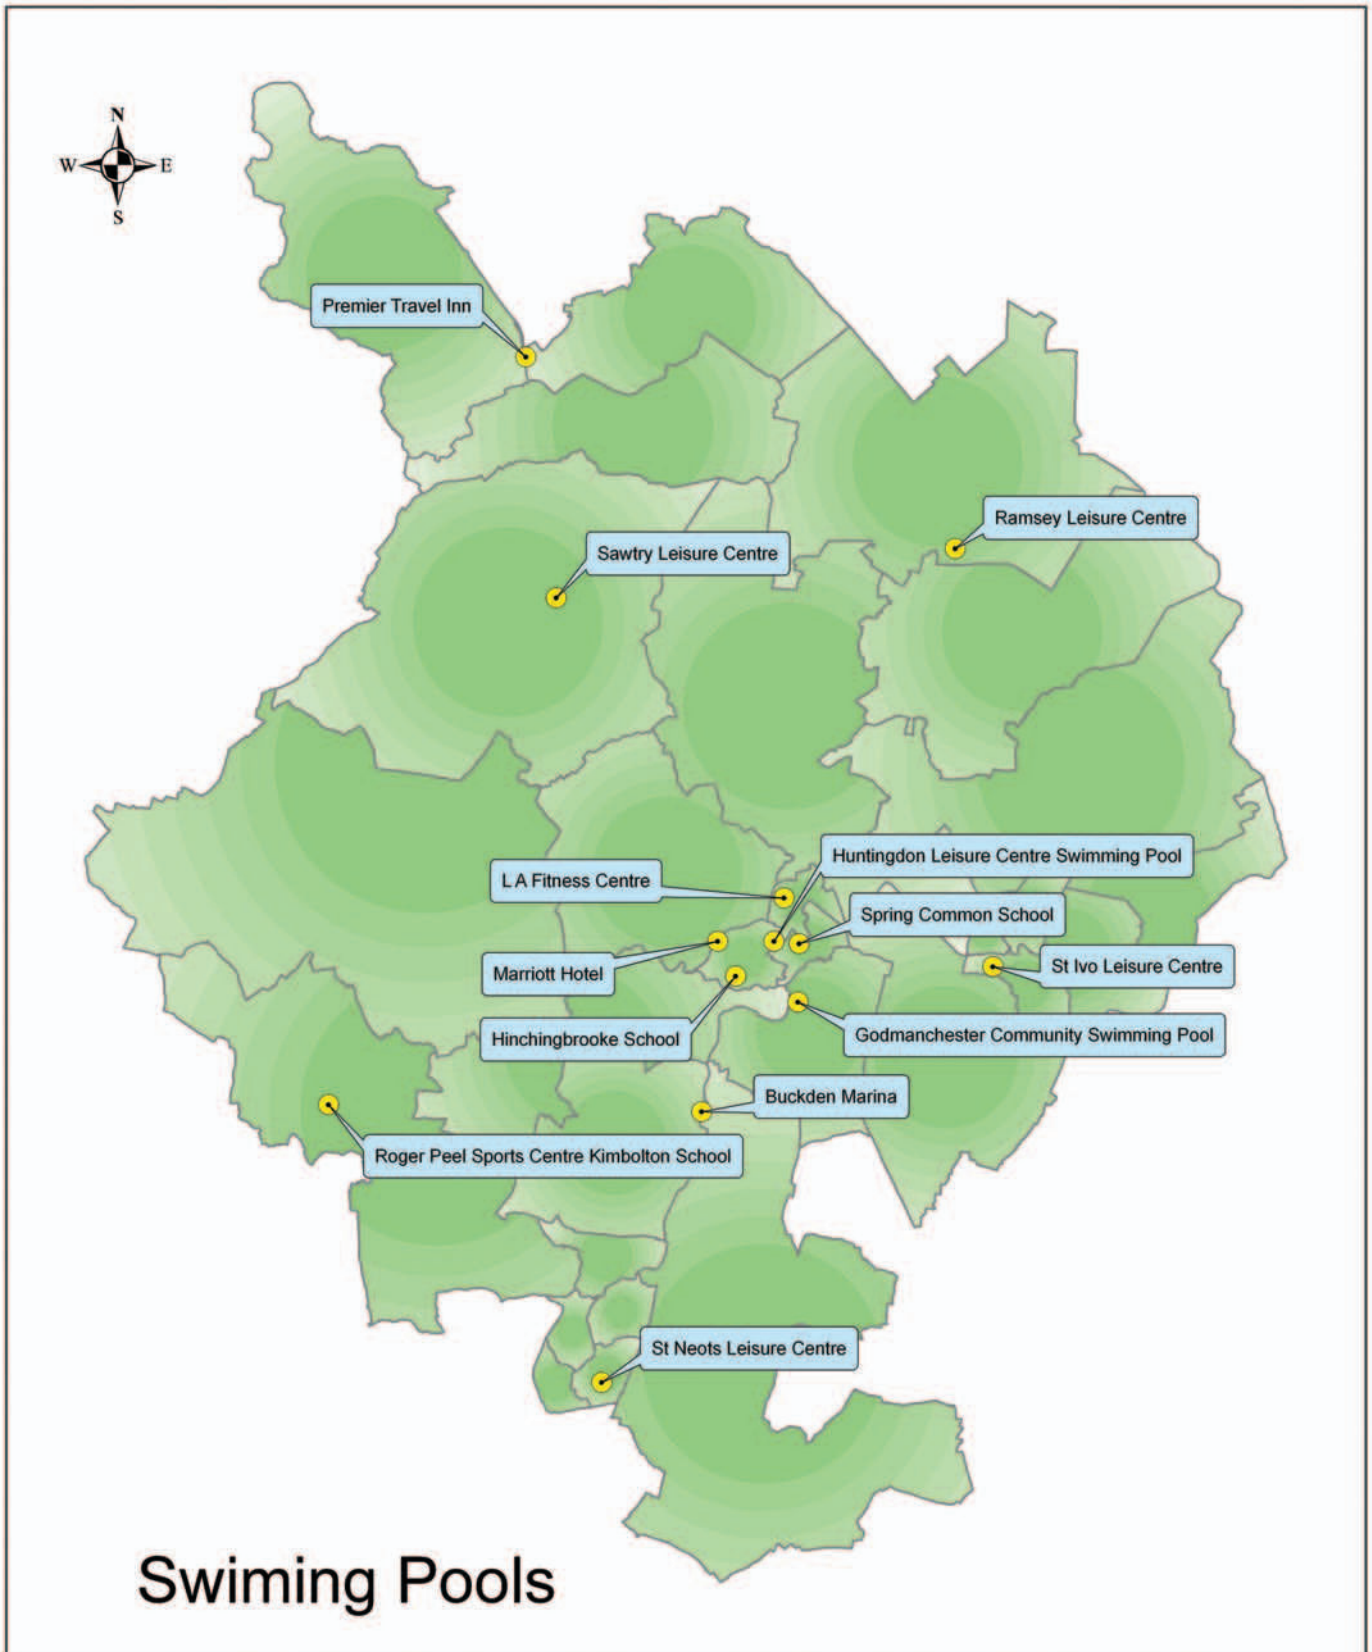 N
W E
S
Premier Travel Inn
Ramsey Leisure Centre
Sawtry Leisure Centre
Huntingdon Leisure Centre Swimming Pool
L A Fitness Centre
Spring Common School
St Ivo Leisure Centre
Marriott Hotel
Godmanchester Community Swimming Pool
Hinchingbrooke School
Buckden Marina
Roger Peel Sports Centre Kimbolton School
St Neots Leisure Centre
Swiming Pools